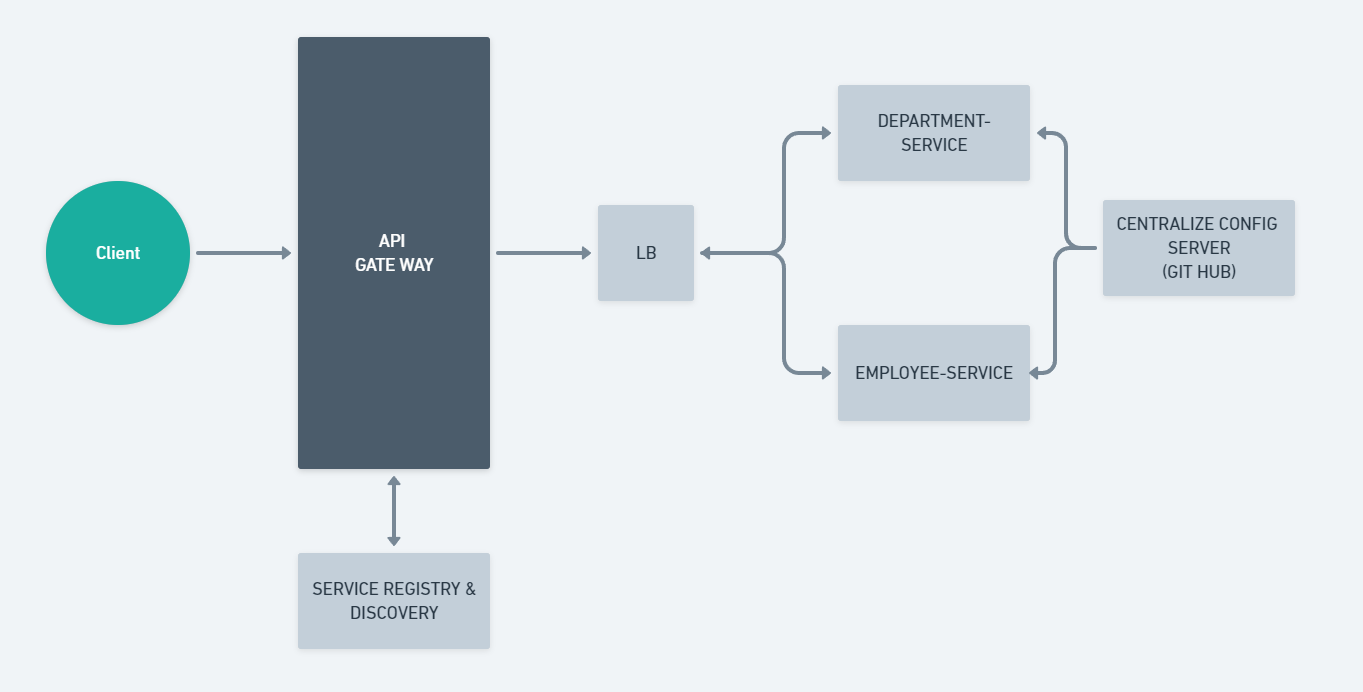 Client
API
GATE WAY
LB
DEPARTMENT-
SERVICE
EMPLOYEE-SERVICE
CENTRALIZE CONFIG
SERVER
(GIT HUB)
SERVICE REGISTRY &
DISCOVERY